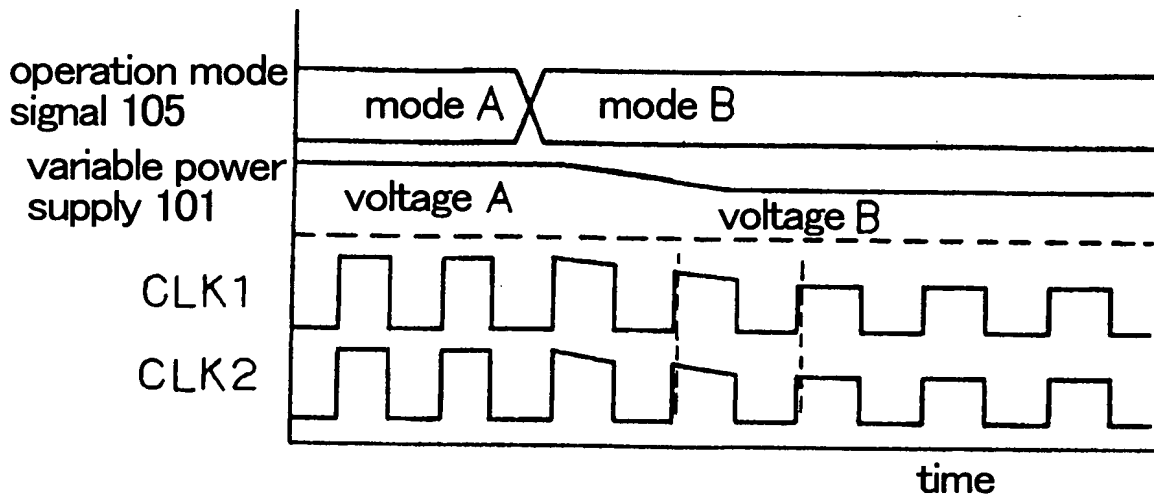 operation mode
signal 105
mode A
mode B
variable power
supply 101
voltage A
voltage B
CLK1
CLK2
time